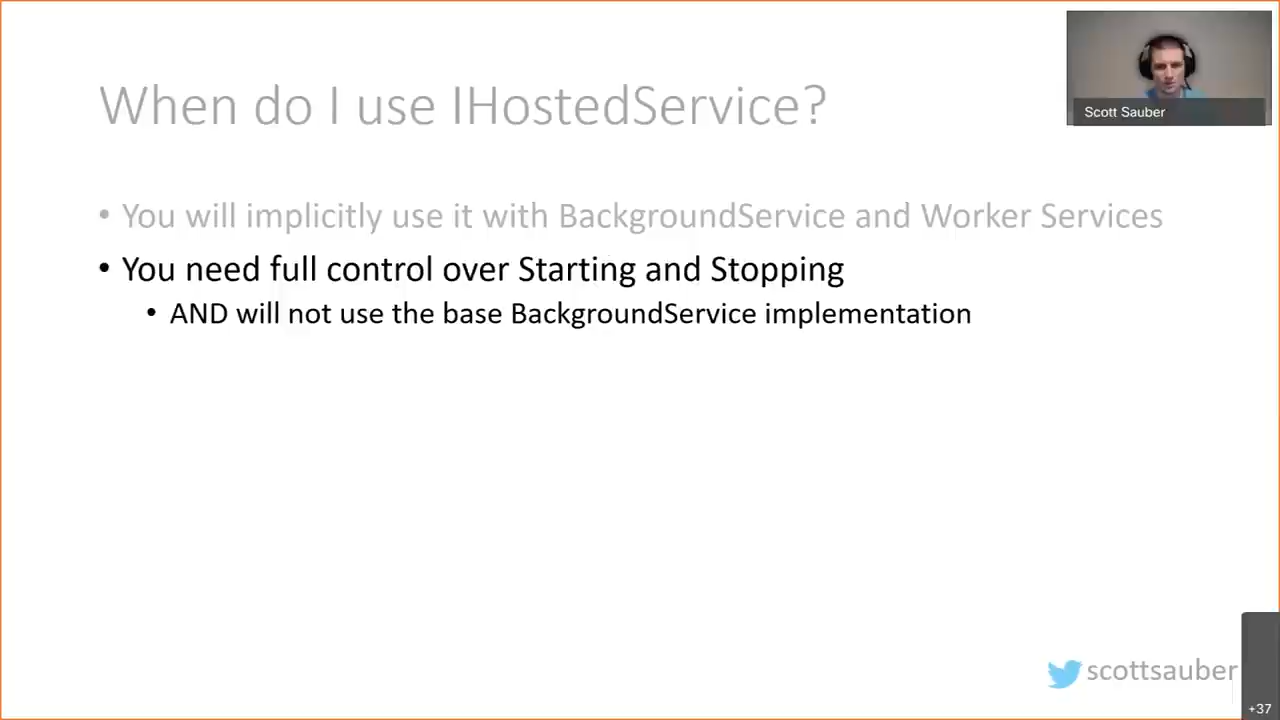 When do I use IHostedService?
Scott Sauber
• You will implicitly use it with BackgroundService and Worker Services
• You need full control over Starting and Stopping
• AND will not use the base BackgroundService implementation
scottsauber
+37